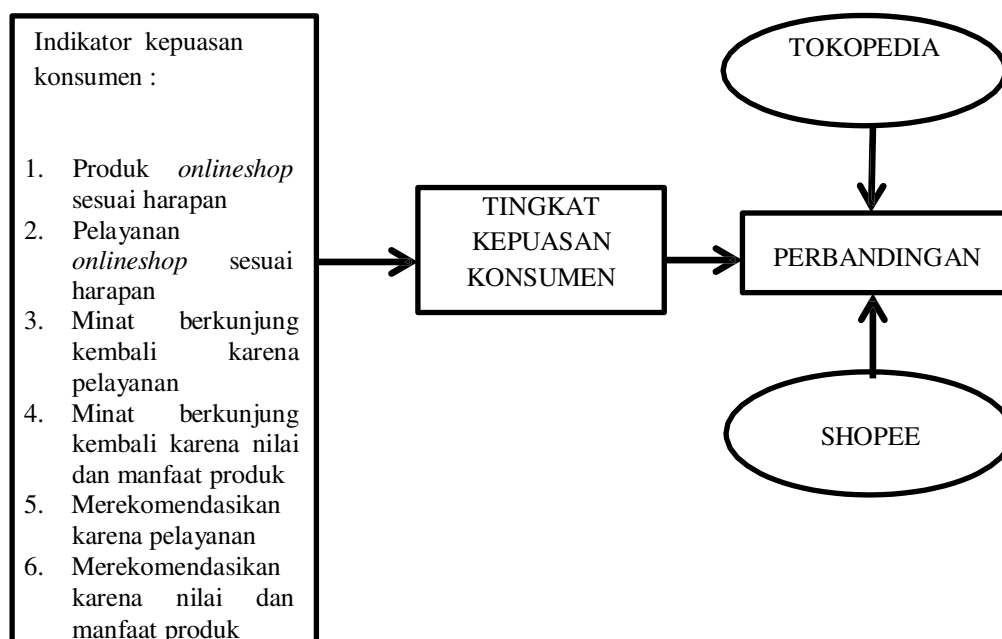 Indikator kepuasan
konsumen :
1. Produk onlineshop
sesuai harapan
2. Pelayanan
onlineshop sesuai
harapan
3. Minat berkunjung
kembali karena
pelayanan
4. Minat berkunjung
kembali karena nilai
dan manfaat produk
5. Merekomendasikan
karena pelayanan
6. Merekomendasikan
karena nilai dan
manfaat produk
TINGKAT
KEPUASAN
KONSUMEN
TOKOPEDIA
PERBANDINGAN
SHOPEE